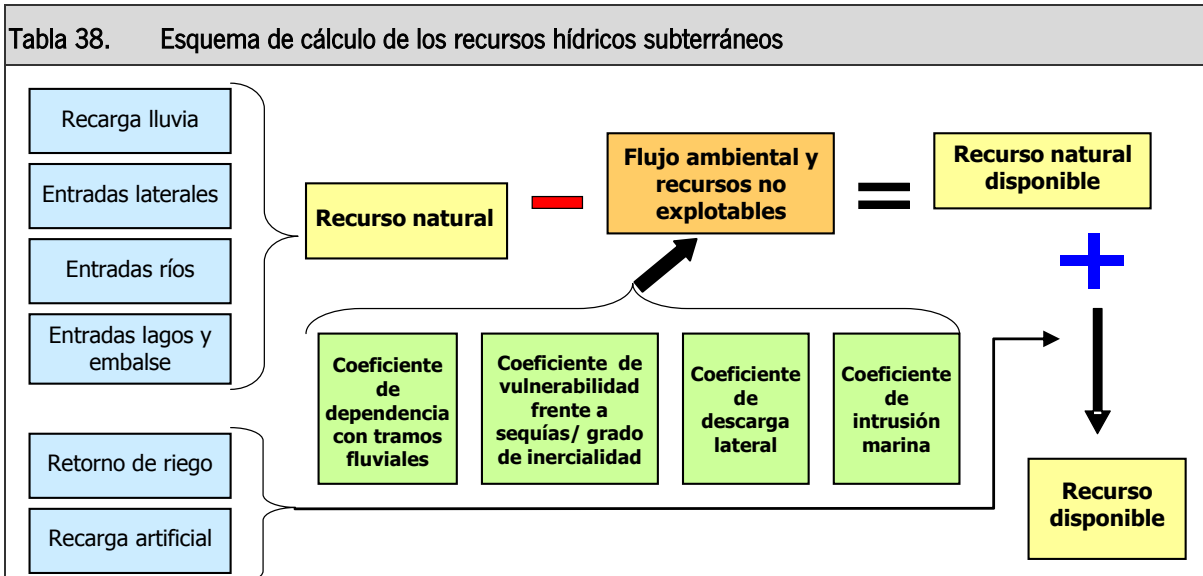 Tabla 38. Esquema de cálculo de los recursos hídricos subterráneos
Recarga lluvia
Entradas laterales
Entradas ríos
Entradas lagos y
embalse
Recurso natural
Flujo ambiental y
recursos no
explotables
Recurso natural
disponible
Coeficiente
de
dependencia
con tramos
fluviales
Coeficiente de
vulnerabilidad
frente a
sequías/ grado
de inercialidad
Coeficiente
de
descarga
lateral
Coeficiente
de
intrusión
marina
Retorno de riego
Recarga artificial
Recurso
disponible